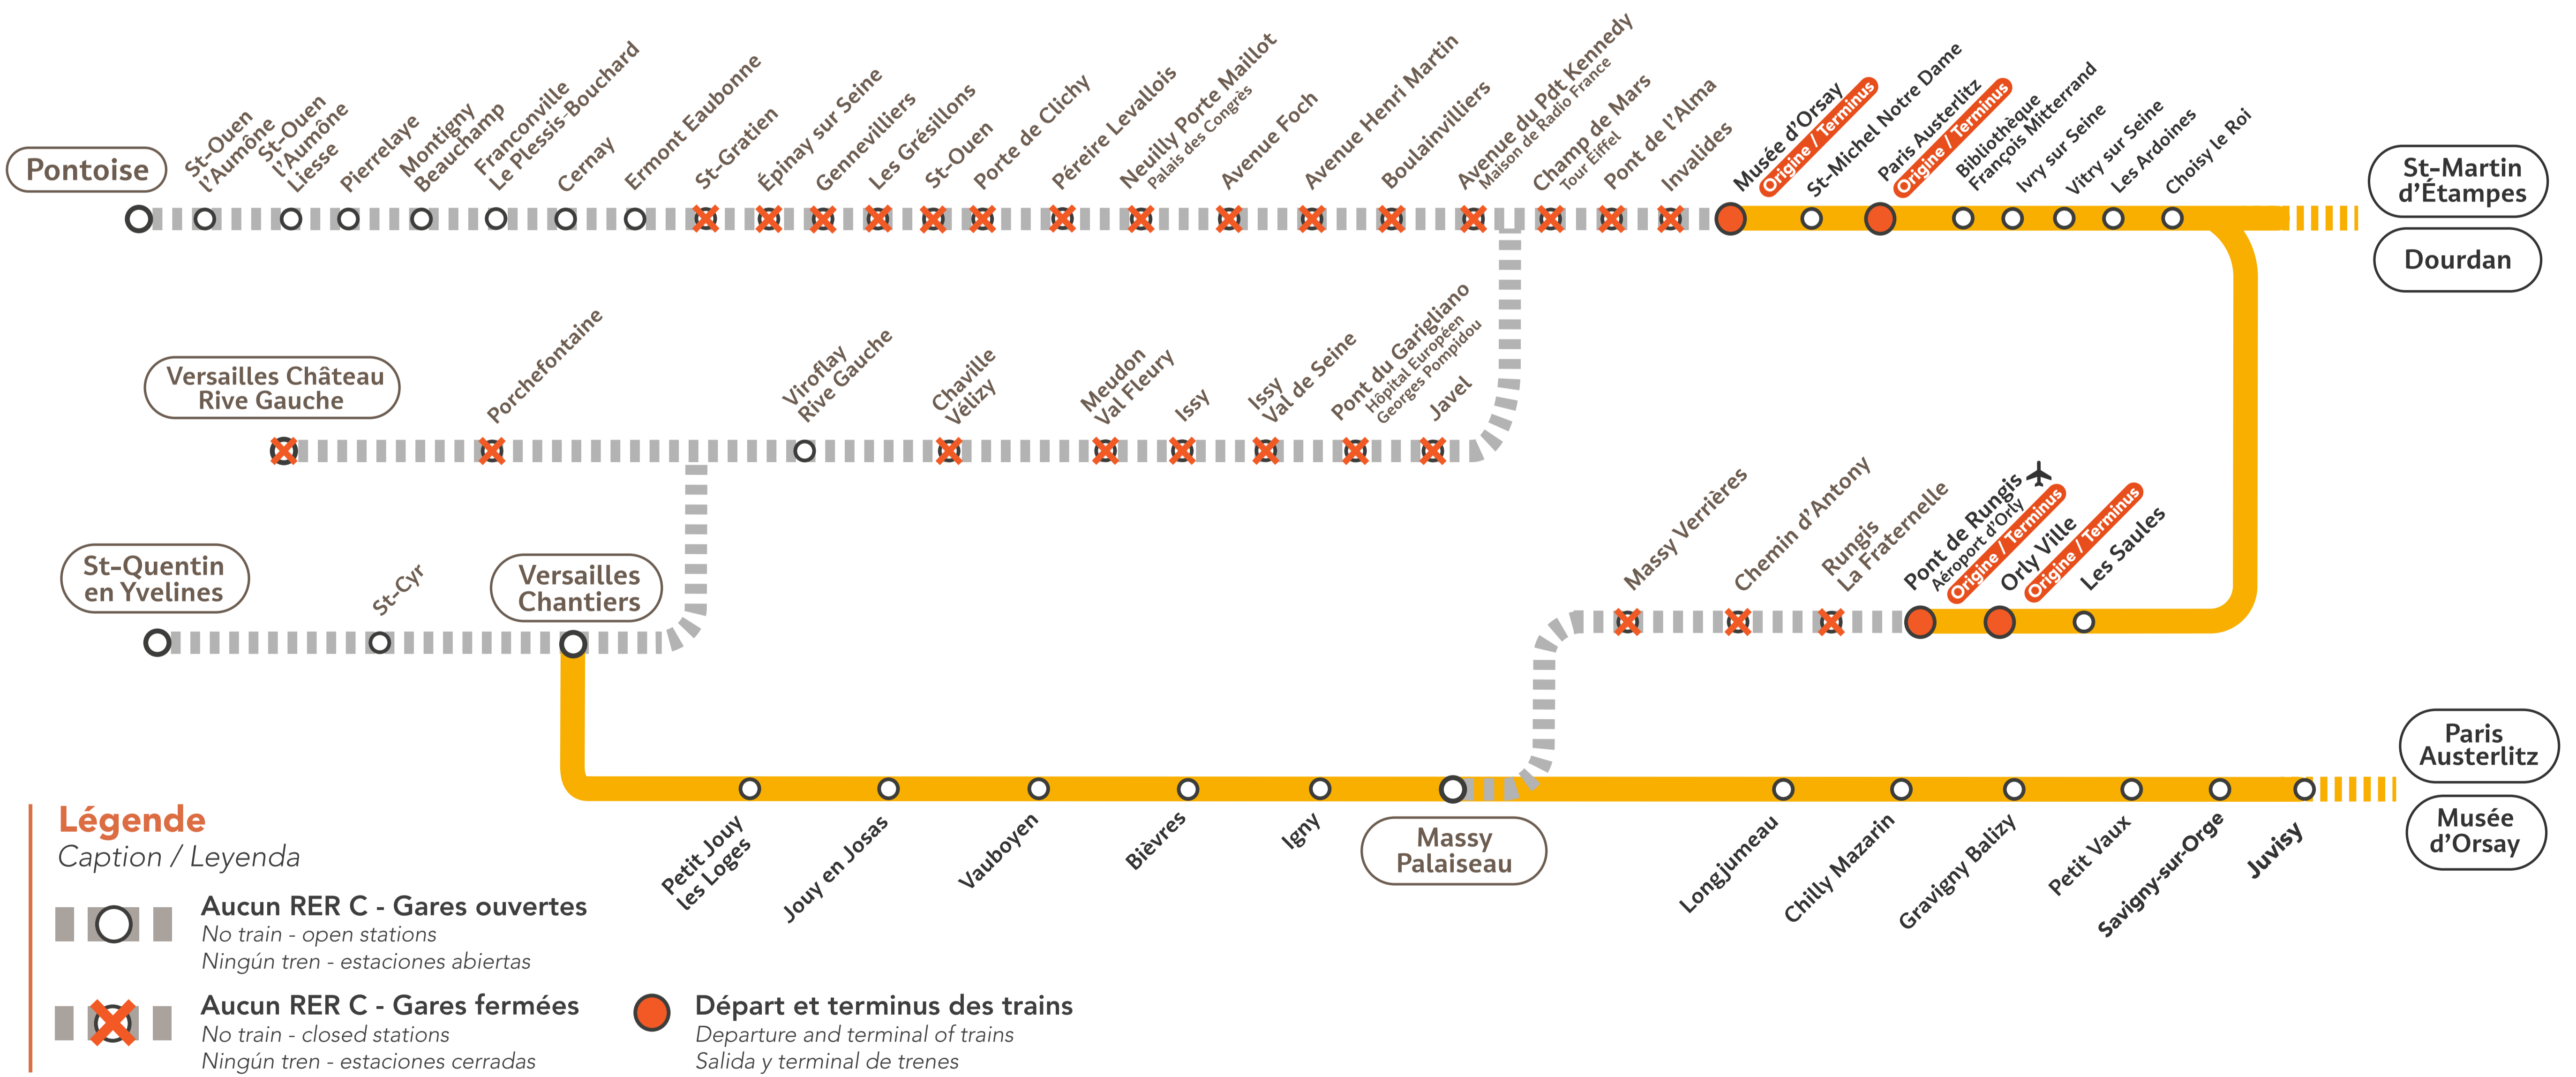 Pontoise
St-Ouen
l'Aumône
St-Ouen
l'Aumône
Liesse
Pierrelaye
Montigny
Beauchamp
Franconville
Le Plessis-Bouchard
Cernay
Ermont Eaubonne
St-Gratien
Épinay sur Seine
Gennevilliers
Les Grésillons
St-Ouen
Porte de Clichy
Péreire Levallois
Neuilly Porte Maillot
Palais des Congrès
Avenue Foch
Avenue Henri Martin
Boulainvilliers
Avenue du Pdt Kennedy
Maison de Radio France
Champ de Mars
Tour Eiffel
Pont de l'Alma
Invalides
Musée d'Orsay
Origine / Terminus
St-Michel Notre Dame
Paris Austerlitz
Origine / Terminus
Bibliothèque
François Mitterrand
Ivry sur Seine
Vitry sur Seine
Les Ardoines
Choisy le Roi
St-Martin
d'Étampes
Dourdan
Versailles Château
Rive Gauche
Porchefontaine
Viroflay
Rive Gauche
Chaville
Vélizy
Meudon
Val Fleury
Issy
Issy
Val de Seine
Pont du Garigliano
Hôpital Européen
Georges Pompidou
Javel
St-Quentin
en Yvelines
St-Cyr
Versailles
Chantiers
Massy Verrières
Chemin d'Antony
Rungis
La Fraternelle
Pont de Rungis
Aéroport d'Orly
Origine / Terminus
Orly Ville
Origine / Terminus
Les Saules
Petit Jouy
les Loges
Jouy en Josas
Vauboyen
Bièvres
Igny
Massy
Palaiseau
Longjumeau
Chilly Mazarin
Gravigny Balizy
Petit Vaux
Savigny-sur-Orge
Juvisy
Paris
Austerlitz
Musée
d'Orsay
Légende
Caption / Leyenda
Aucun RER C - Gares ouvertes
No train - open stations
Ningún tren - estaciones abiertas
Aucun RER C - Gares fermées
No train - closed stations
Ningún tren - estaciones cerradas
Départ et terminus des trains
Departure and terminal of trains
Salida y terminal de trenes